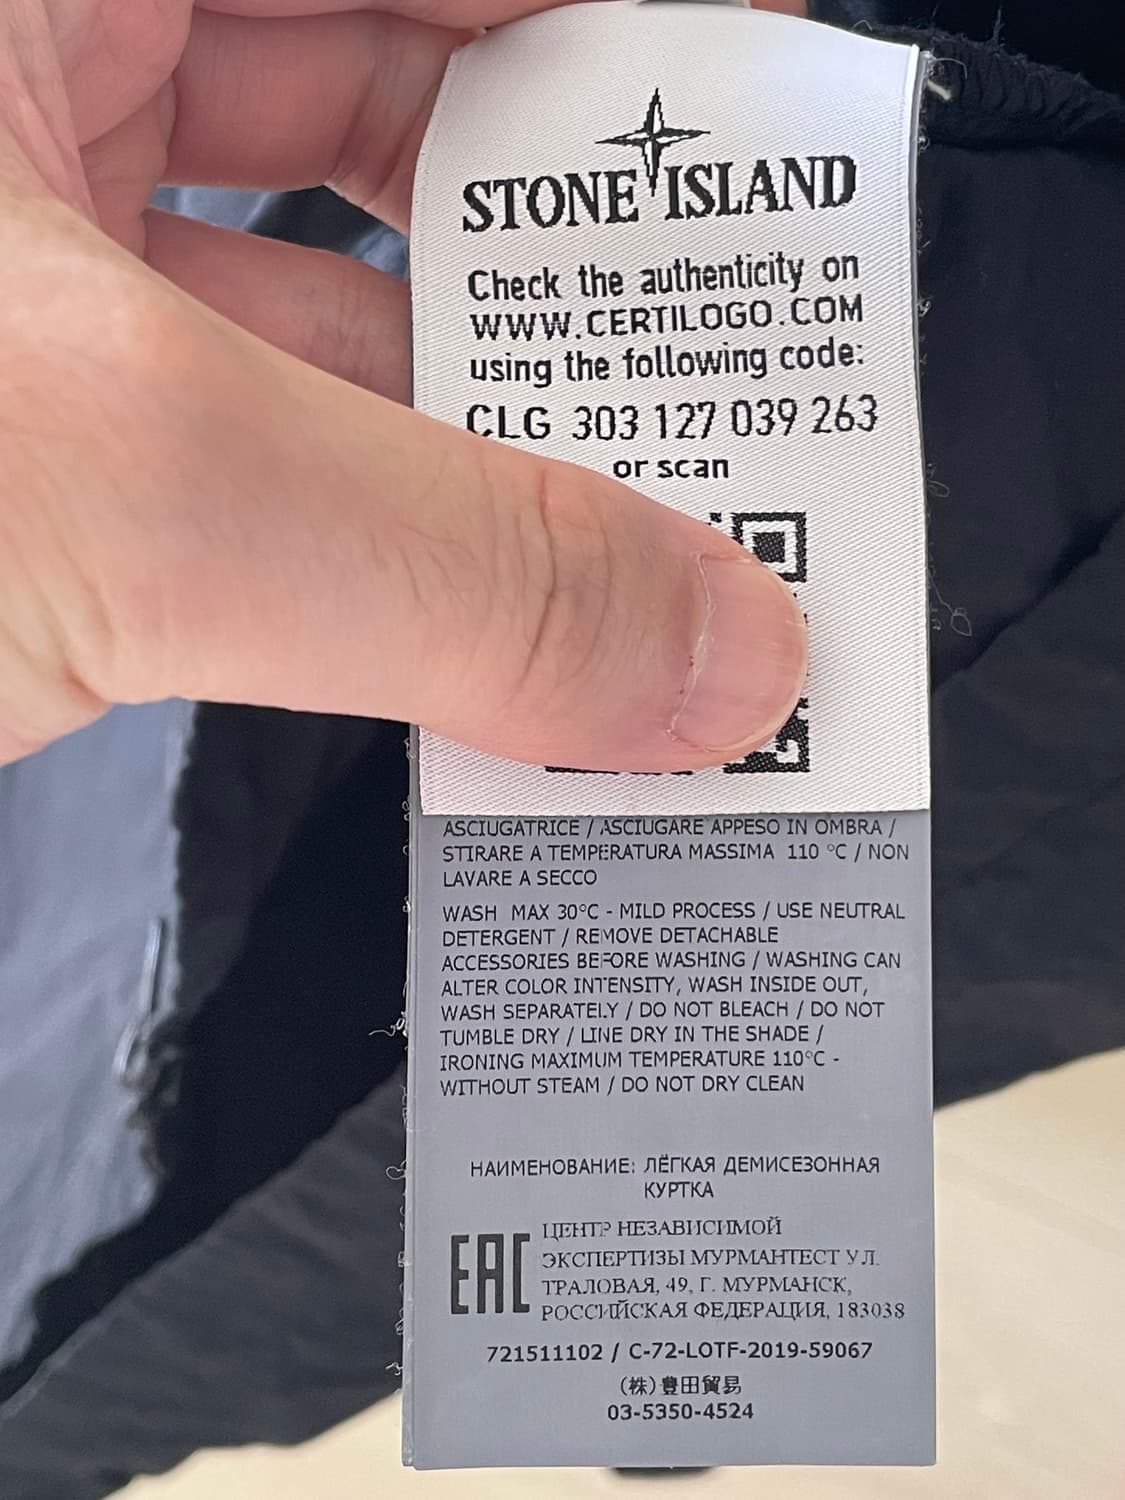 STONE ISLAND
Check the authenticity on
WWW.CERTILOGO.COM
using the following code:
CLG 303 127 039 263
or scan
ASCIUGATRICE / ASCIUGARE APPESO IN OMBRA /
STIRARE A TEMPERATURA MASSIMA 110 °C / NON
LAVARE A SECCO
WASH MAX 30°C - MILD PROCESS / USE NEUTRAL
DETERGENT / REMOVE DETACHABLE
ACCESSORIES BEFORE WASHING / WASHING CAN
ALTER COLOR INTENSITY, WASH INSIDE OUT,
WASH SEPARATELY / DO NOT BLEACH / DO NOT
TUMBLE DRY / LINE DRY IN THE SHADE /
IRONING MAXIMUM TEMPERATURE 110°C -
WITHOUT STEAM / DO NOT DRY CLEAN
НАИМЕНОВАНИЕ: ЛЁГКАЯ ДЕМИСЕЗОННАЯ
КУРТКА
EAC
ЦЕНТР НЕЗАВИСИМОЙ
ЭКСПЕРТИЗЫ МУРМАНТЕСТ УЛ.
ТРАЛОВАЯ, 49, Г. МУРМАНСК,
РОССИЙСКАЯ ФЕДЕРАЦИЯ, 183038
721511102 / C-72-LOTF-2019-59067
(株)豊田貿易
03-5350-4524